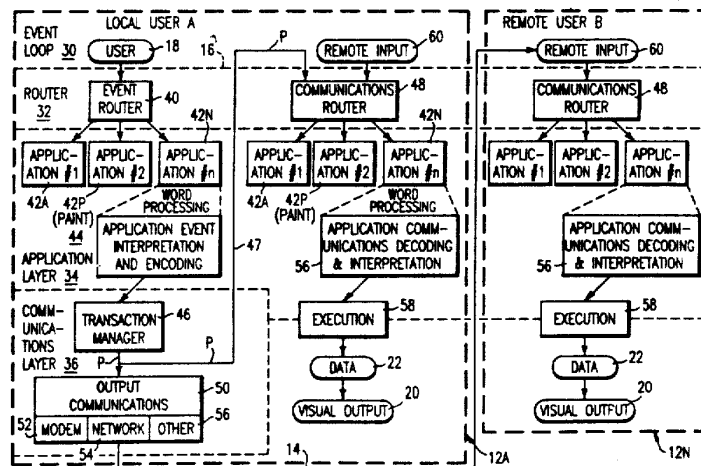 LOCAL USER A
EVENT LOOP 30
USER
18
16
P
REMOTE INPUT
60
ROUTER 32
EVENT ROUTER
40
COMMUNICATIONS ROUTER
48
42N
APPLIC-ATION #1
APPLIC-ATION #2
APPLIC-ATION #n
42A
42P (PAINT)
WORD PROCESSING
44
APPLICATION EVENT INTERPRETATION AND ENCODING
APPLICATION LAYER 34
47
42N
APPLIC-ATION #1
APPLIC-ATION #2
APPLIC-ATION #n
42A
42P (PAINT)
WORD PROCESSING
APPLICATION COMM-UNICATIONS DECODING & INTERPRETATION
56
COMM-UNICA-TIONS LAYER 36
TRANSACTION MANAGER
46
P
P
OUTPUT COMMUNICATIONS
50
MODEM
NETWORK
OTHER
52
54
56
EXECUTION
58
DATA
22
VISUAL OUTPUT
20
14
12A
REMOTE USER B
REMOTE INPUT
60
COMMUNICATIONS ROUTER
48
APPLIC-ATION #1
APPLIC-ATION #2
APPLIC-ATION #n
APPLICATION COMM-UNICATIONS DECODING & INTERPRETATION
56
EXECUTION
58
DATA
22
VISUAL OUTPUT
20
12N